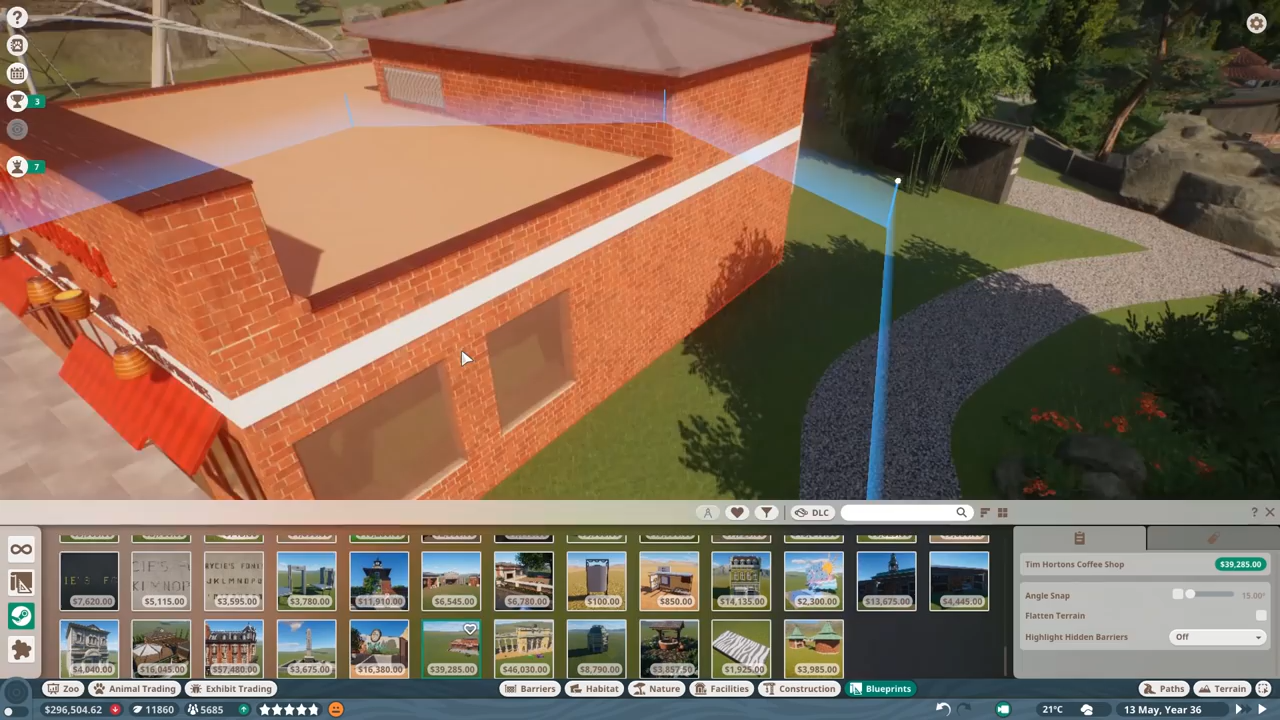 ?
3
7
DLC
?
$7,620.00
$5,115.00
$3,595.00
$3,780.00
$11,910.00
$6,545.00
$6,780.00
$100.00
$850.00
$14,135.00
$2,300.00
$13,675.00
$4,445.00
$4,040.00
$16,045.00
$57,480.00
$3,675.00
$16,380.00
$39,285.00
$46,030.00
$8,790.00
$3,857.50
$1,925.00
$3,985.00
Tim Hortons Coffee Shop
$39,285.00
Angle Snap
15.00°
Flatten Terrain
Highlight Hidden Barriers
Off
Zoo
Animal Trading
Exhibit Trading
Barriers
Habitat
Nature
Facilities
Construction
Blueprints
Paths
Terrain
$296,504.62
11860
5685
21°C
13 May, Year 36